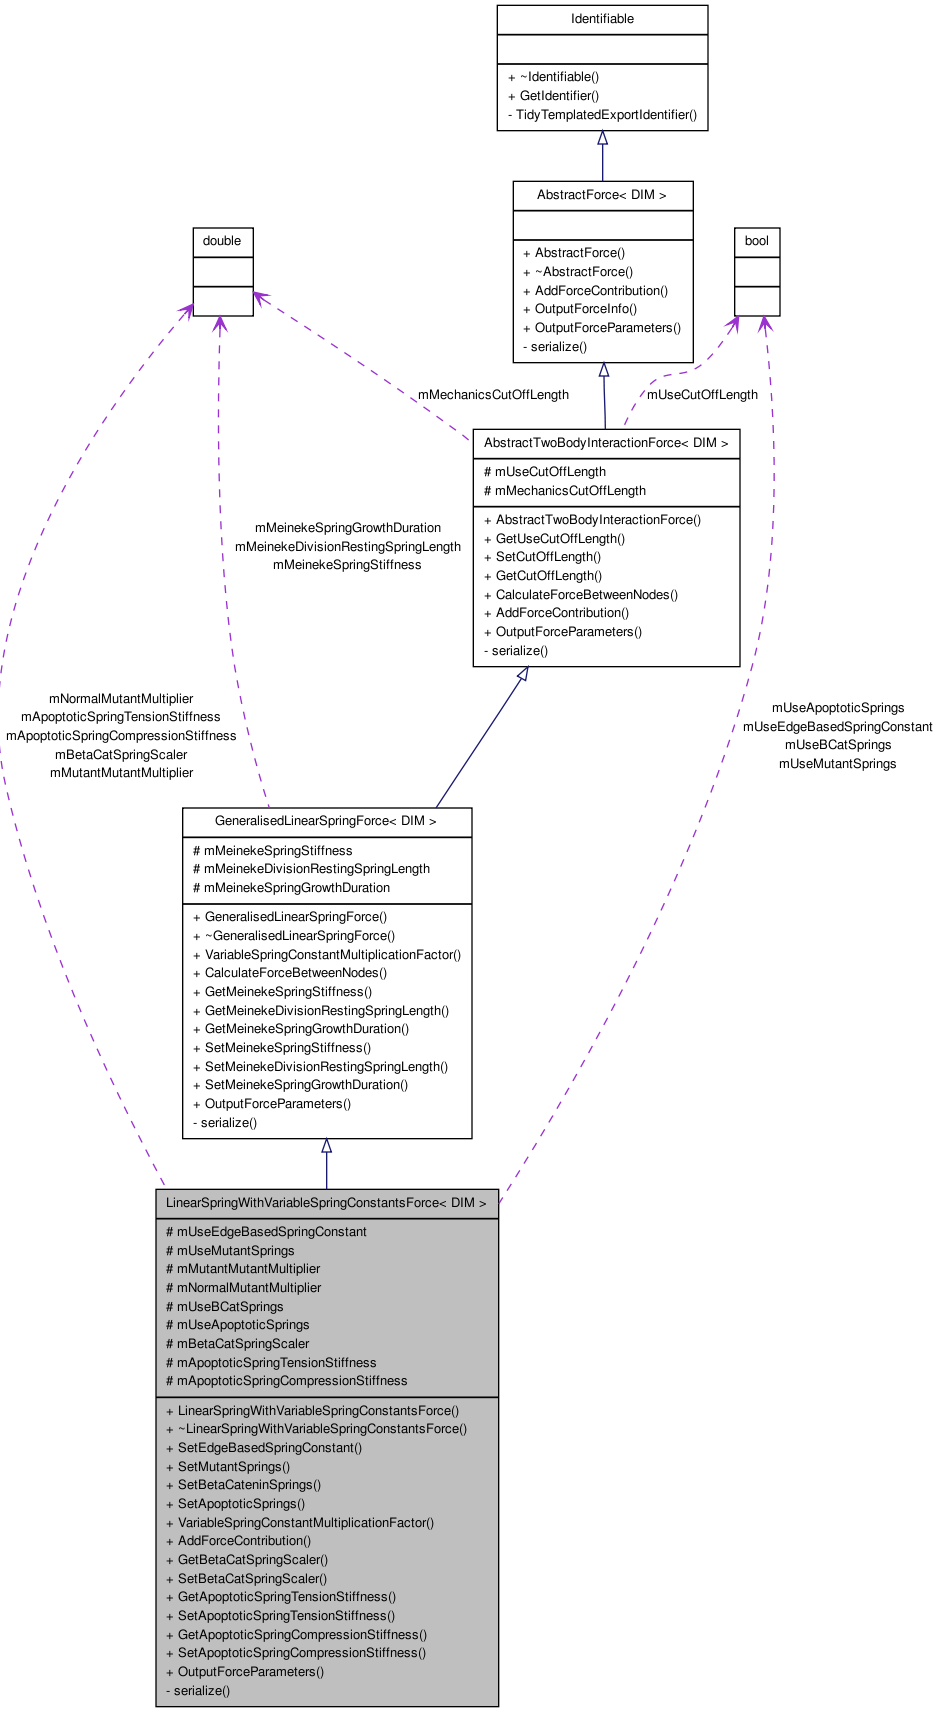 Identifiable
+ ~Identifiable()
+ GetIdentifier()
- TidyTemplatedExportIdentifier()
AbstractForce< DIM >
+ AbstractForce()
+ ~AbstractForce()
+ AddForceContribution()
+ OutputForceInfo()
+ OutputForceParameters()
- serialize()
double
bool
mMechanicsCutOffLength
mUseCutOffLength
AbstractTwoBodyInteractionForce< DIM >
# mUseCutOffLength
# mMechanicsCutOffLength
+ AbstractTwoBodyInteractionForce()
+ GetUseCutOffLength()
+ SetCutOffLength()
+ GetCutOffLength()
+ CalculateForceBetweenNodes()
+ AddForceContribution()
+ OutputForceParameters()
- serialize()
mMeinekeSpringGrowthDuration
mMeinekeDivisionRestingSpringLength
mMeinekeSpringStiffness
mNormalMutantMultiplier
mApoptoticSpringTensionStiffness
mApoptoticSpringCompressionStiffness
mBetaCatSpringScaler
mMutantMutantMultiplier
mUseApoptoticSprings
mUseEdgeBasedSpringConstant
mUseBCatSprings
mUseMutantSprings
GeneralisedLinearSpringForce< DIM >
# mMeinekeSpringStiffness
# mMeinekeDivisionRestingSpringLength
# mMeinekeSpringGrowthDuration
+ GeneralisedLinearSpringForce()
+ ~GeneralisedLinearSpringForce()
+ VariableSpringConstantMultiplicationFactor()
+ CalculateForceBetweenNodes()
+ GetMeinekeSpringStiffness()
+ GetMeinekeDivisionRestingSpringLength()
+ GetMeinekeSpringGrowthDuration()
+ SetMeinekeSpringStiffness()
+ SetMeinekeDivisionRestingSpringLength()
+ SetMeinekeSpringGrowthDuration()
+ OutputForceParameters()
- serialize()
LinearSpringWithVariableSpringConstantsForce< DIM >
# mUseEdgeBasedSpringConstant
# mUseMutantSprings
# mMutantMutantMultiplier
# mNormalMutantMultiplier
# mUseBCatSprings
# mUseApoptoticSprings
# mBetaCatSpringScaler
# mApoptoticSpringTensionStiffness
# mApoptoticSpringCompressionStiffness
+ LinearSpringWithVariableSpringConstantsForce()
+ ~LinearSpringWithVariableSpringConstantsForce()
+ SetEdgeBasedSpringConstant()
+ SetMutantSprings()
+ SetBetaCateninSprings()
+ SetApoptoticSprings()
+ VariableSpringConstantMultiplicationFactor()
+ AddForceContribution()
+ GetBetaCatSpringScaler()
+ SetBetaCatSpringScaler()
+ GetApoptoticSpringTensionStiffness()
+ SetApoptoticSpringTensionStiffness()
+ GetApoptoticSpringCompressionStiffness()
+ SetApoptoticSpringCompressionStiffness()
+ OutputForceParameters()
- serialize()